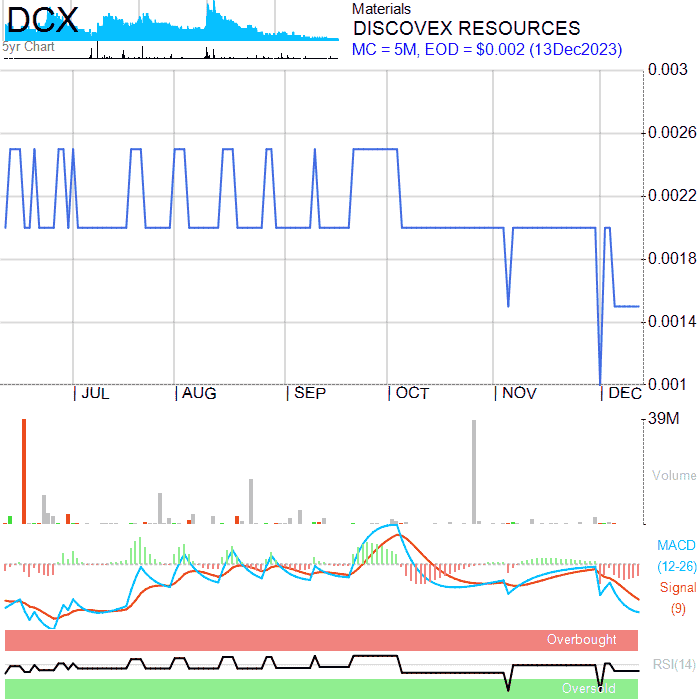 DCX
5yr Chart
Materials
DISCOVEX RESOURCES
MC = 5M, EOD = $0.002 (13Dec2023)
0.003
0.0026
0.0022
0.0018
0.0014
0.001
JUL AUG SEP OCT NOV DEC
39M
Volume
MACD
(12-26)
Signal
(9)
Overbought
RSI(14)
Oversold